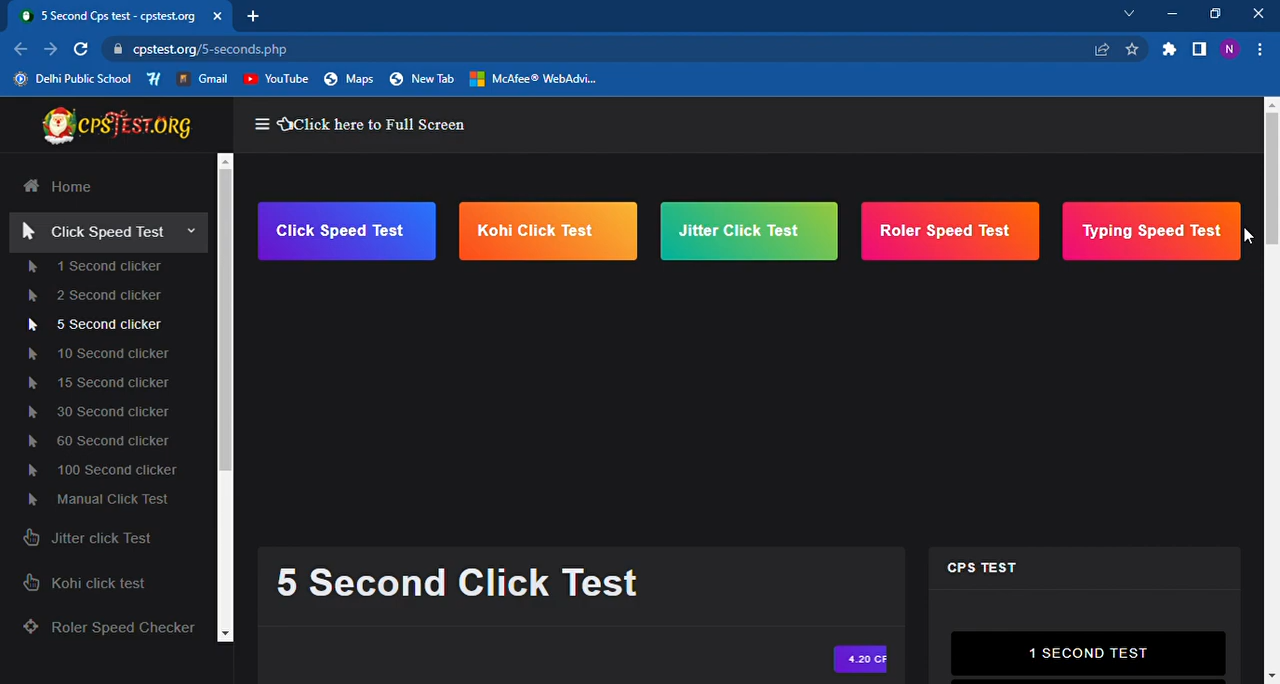 5 Second Cps test - cpstest.org
cpstest.org/5-seconds.php
N
Delhi Public School
Gmail
YouTube
Maps
New Tab
McAfee® WebAdvi...
CPSTEST.ORG
Click here to Full Screen
Home
Click Speed Test
1 Second clicker
2 Second clicker
5 Second clicker
10 Second clicker
15 Second clicker
30 Second clicker
60 Second clicker
100 Second clicker
Manual Click Test
Jitter click Test
Kohi click test
Roler Speed Checker
Click Speed Test
Kohi Click Test
Jitter Click Test
Roler Speed Test
Typing Speed Test
5 Second Click Test
4.20 CP
CPS TEST
1 SECOND TEST